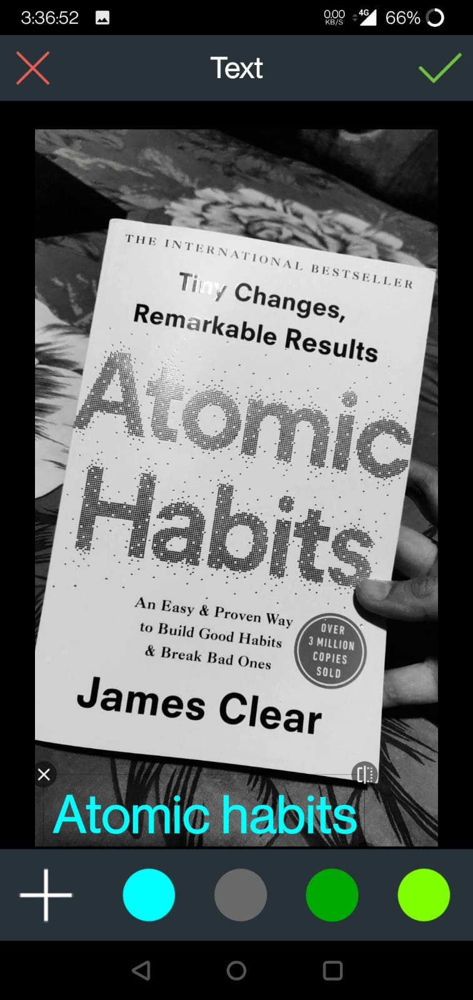 3:36:52
0.00
KB/S
4G
66%
Text
THE INTERNATIONAL BESTSELLER
Tiny Changes,
Remarkable Results
Atomic
Habits
An Easy & Proven Way
to Build Good Habits
& Break Bad Ones
OVER
3 MILLION
COPIES
SOLD
James Clear
Atomic habits